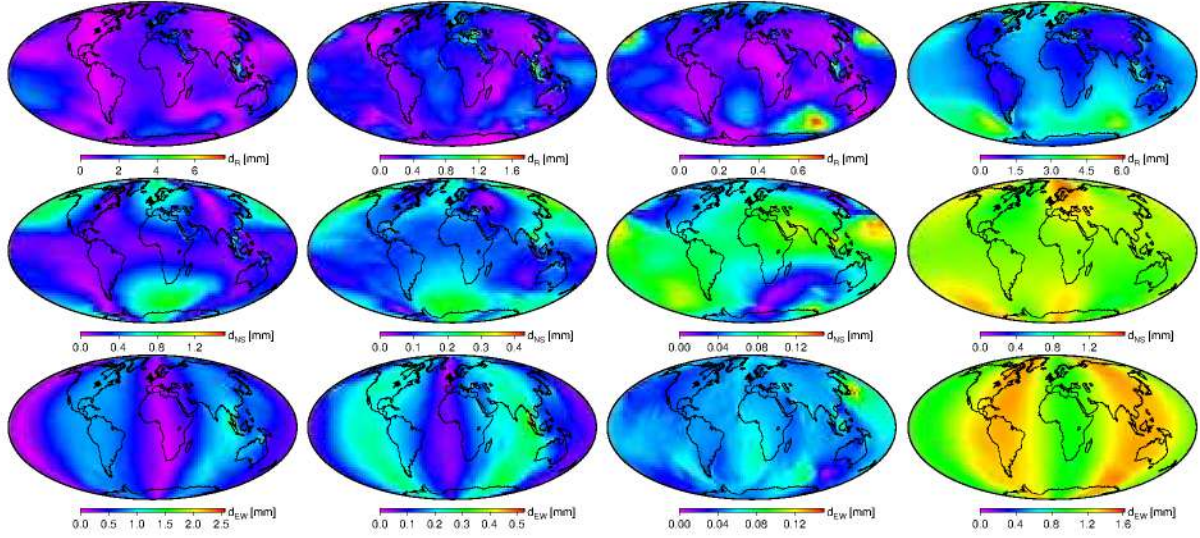 0 2 4 6 d_R [mm]
0.0 0.4 0.8 1.2 1.6 d_R [mm]
0.0 0.2 0.4 0.6 d_R [mm]
0.0 1.5 3.0 4.5 6.0 d_R [mm]
0.0 0.4 0.8 1.2 d_NS [mm]
0.0 0.1 0.2 0.3 0.4 d_NS [mm]
0.00 0.04 0.08 0.12 d_NS [mm]
0.0 0.4 0.8 1.2 d_NS [mm]
0.0 0.5 1.0 1.5 2.0 2.5 d_EW [mm]
0.0 0.1 0.2 0.3 0.4 0.5 d_EW [mm]
0.00 0.04 0.08 0.12 d_EW [mm]
0.0 0.4 0.8 1.2 1.6 d_EW [mm]